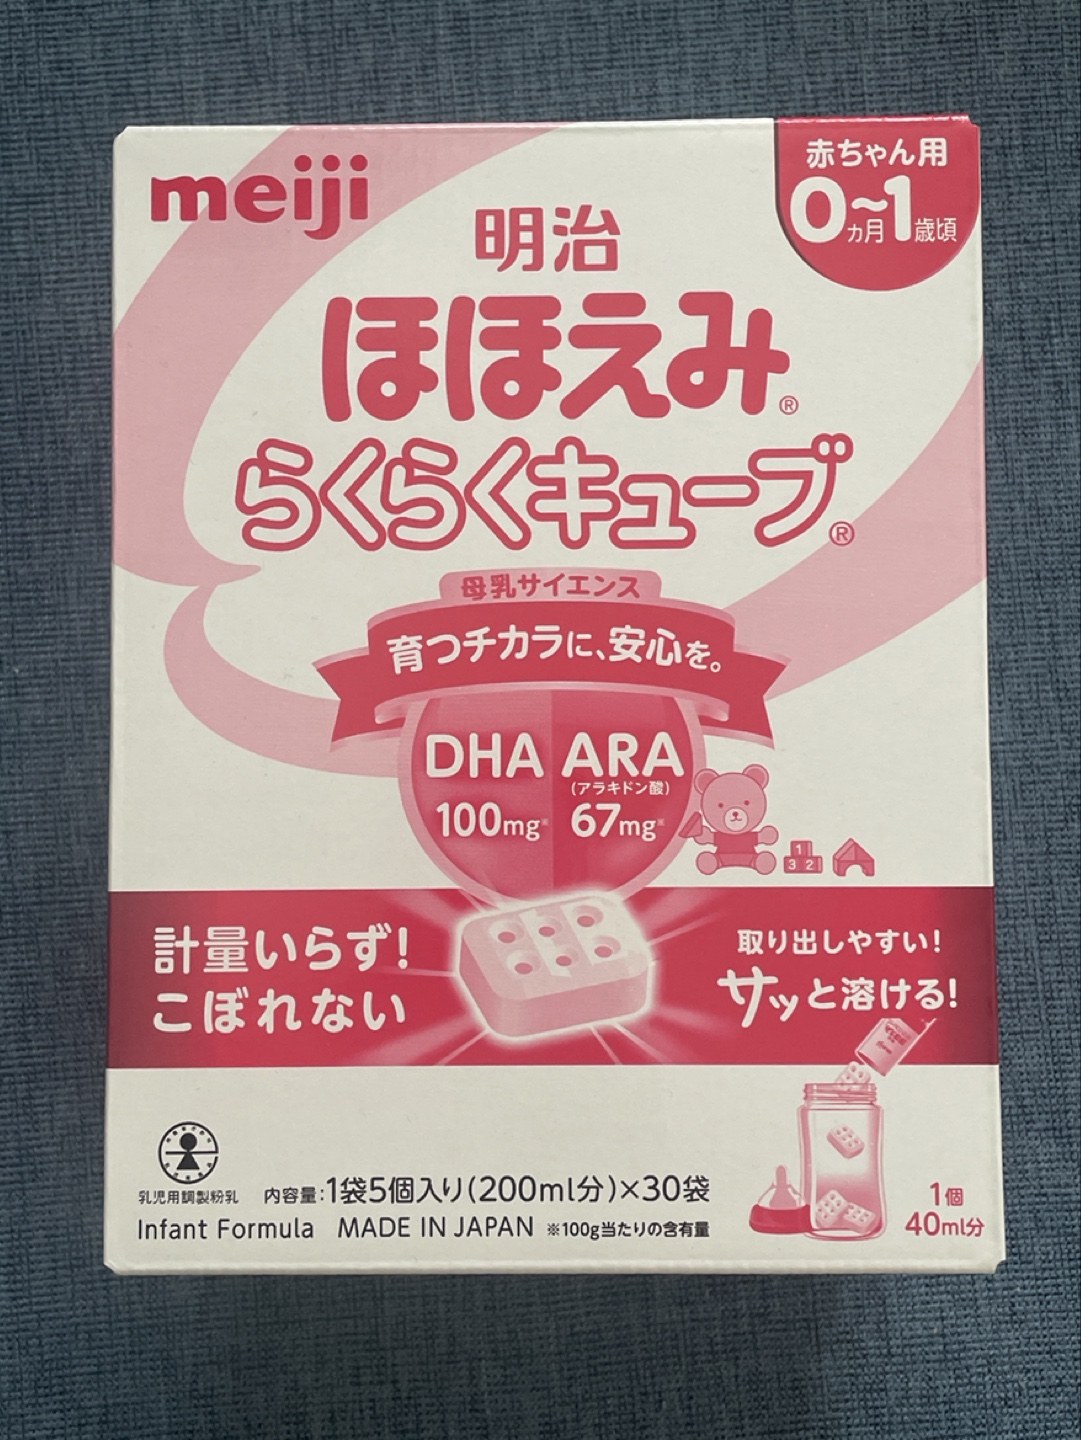 meiji
赤ちゃん用
0ヵ月~1歳頃
明治
ほほえみ®
らくらくキューブ®
母乳サイエンス
育つチカラに、安心を。
DHA ARA
(アラキドン酸)
100mg※ 67mg※
1
3 2
計量いらず!
こぼれない
取り出しやすい!
サッと溶ける!
乳児用調製粉乳
内容量:1袋5個入り(200ml分)×30袋
Infant Formula MADE IN JAPAN ※100g当たりの含有量
1個
40ml分